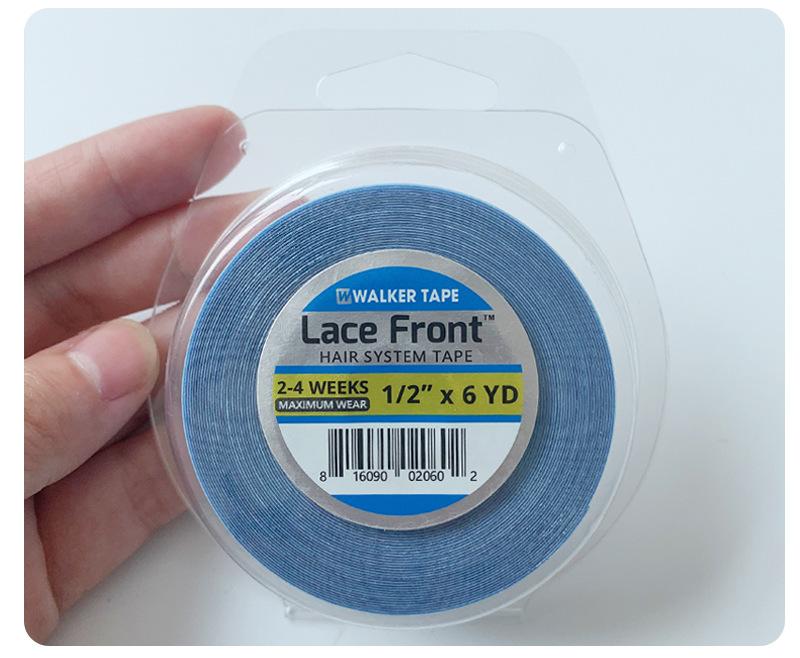 W WALKER TAPE
Lace Front™
HAIR SYSTEM TAPE
2-4 WEEKS
MAXIMUM WEAR
1/2" x 6 YD
8 16090 02060 2